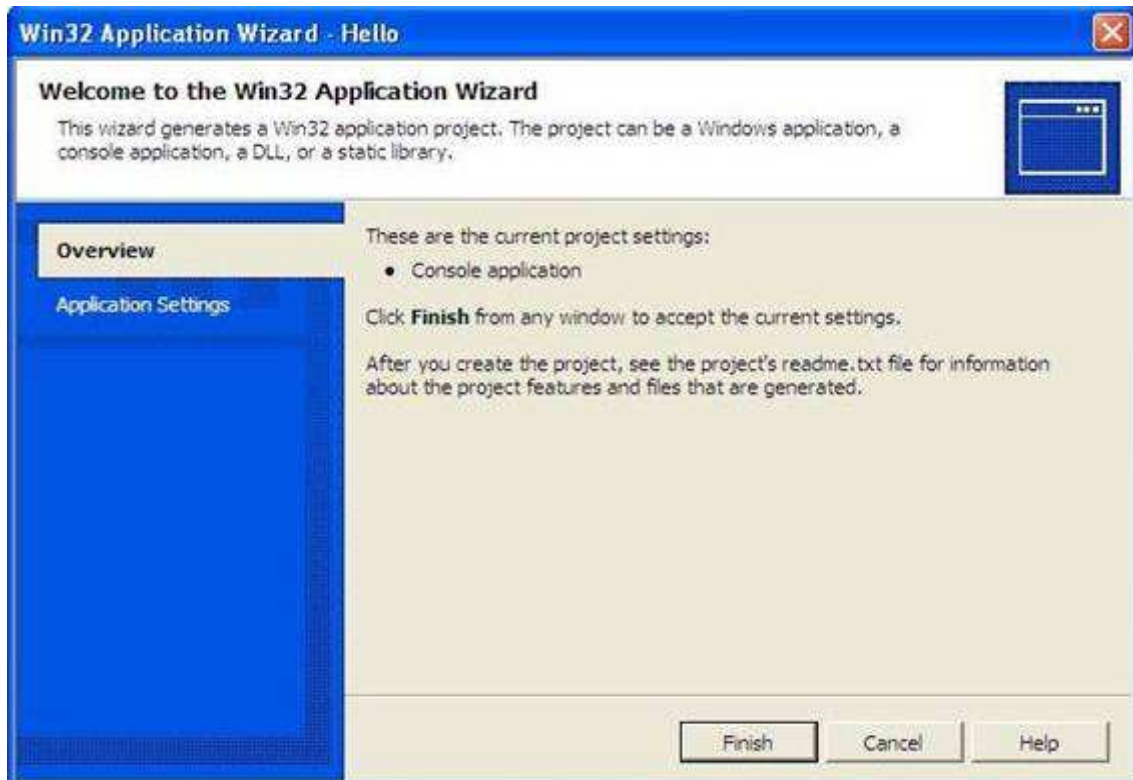 Win32 Application Wizard - Hello
Welcome to the Win32 Application Wizard
This wizard generates a Win32 application project. The project can be a Windows application, a
console application, a DLL, or a static library.
Overview
Application Settings
These are the current project settings:
• Console application
Click Finish from any window to accept the current settings.
After you create the project, see the project's readme.txt file for information
about the project features and files that are generated.
Finish
Cancel
Help